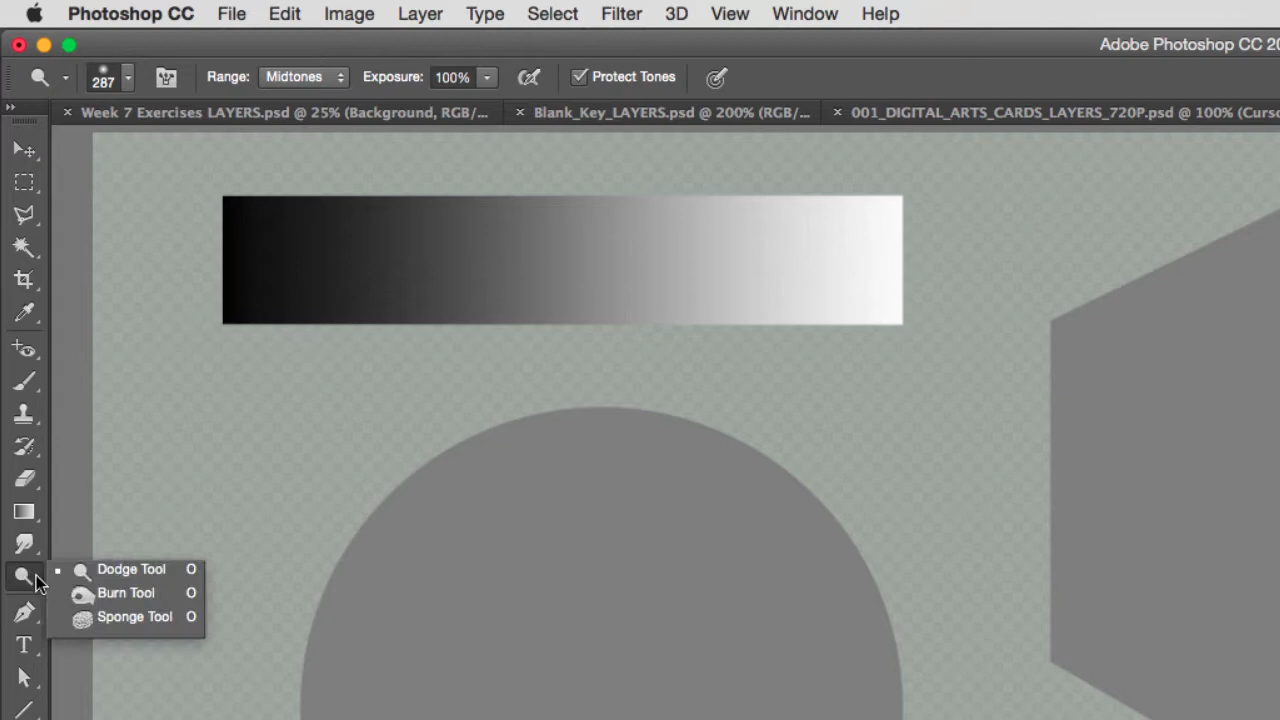 Photoshop CC File Edit Image Layer Type Select Filter 3D View Window Help
Adobe Photoshop CC 20
287 Range: Midtones Exposure: 100% Protect Tones
× Week 7 Exercises LAYERS.psd @ 25% (Background, RGB/... × Blank_Key_LAYERS.psd @ 200% (RGB/... × 001_DIGITAL_ARTS_CARDS_LAYERS_720P.psd @ 100% (Curso
Dodge Tool O
Burn Tool O
Sponge Tool O
T